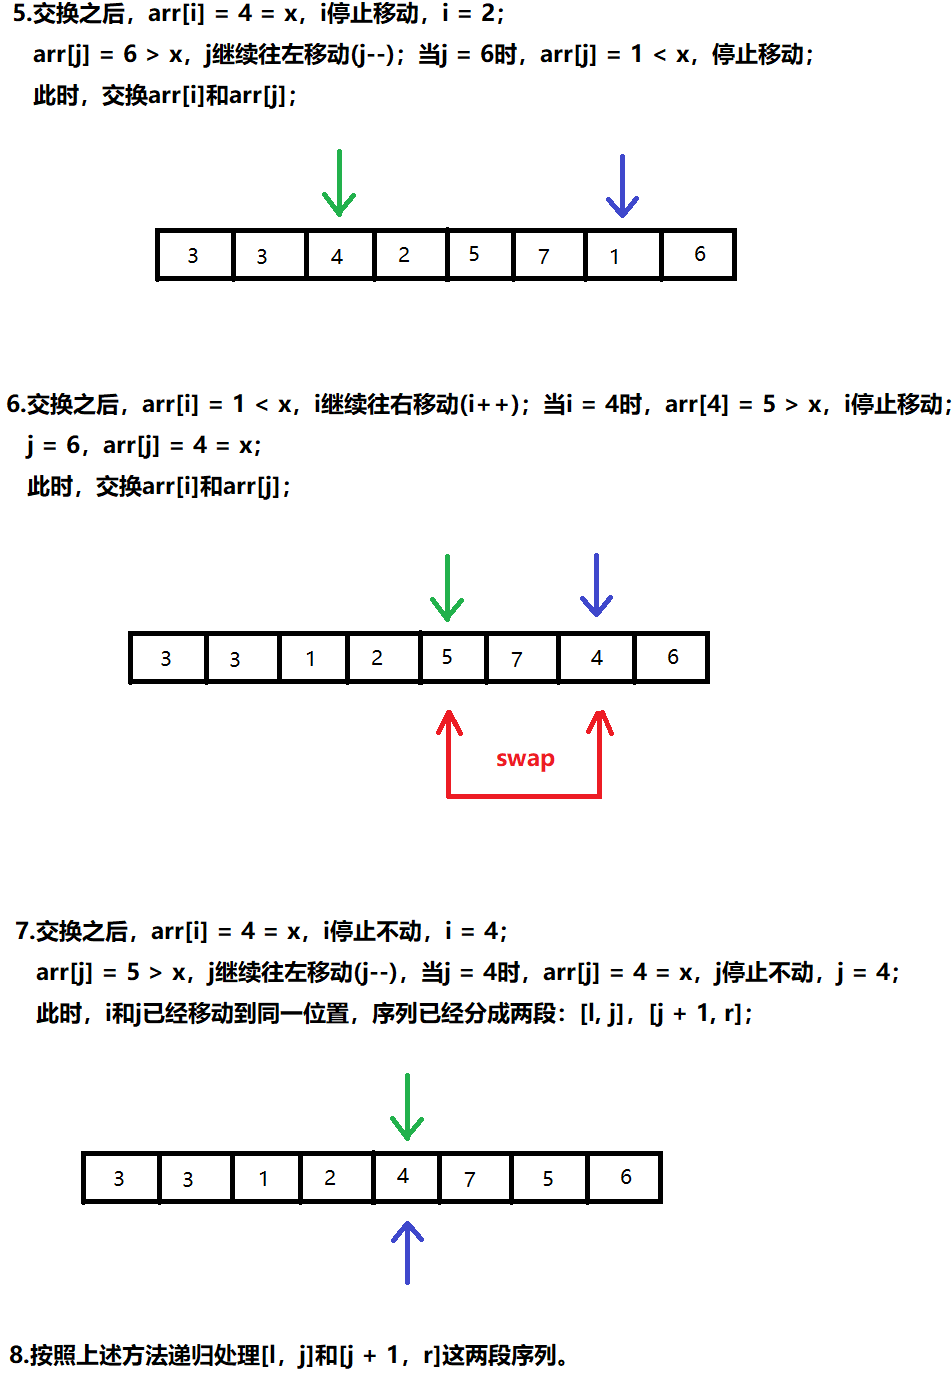 5.交换之后，arr[i] = 4 = x，i停止移动，i = 2；
arr[j] = 6 > x，j继续往左移动(j--)；当j = 6时，arr[j] = 1 < x，停止移动；
此时，交换arr[i]和arr[j]；
3 3 4 2 5 7 1 6
6.交换之后，arr[i] = 1 < x，i继续往右移动(i++)；当i = 4时，arr[4] = 5 > x，i停止移动；
j = 6，arr[j] = 4 = x；
此时，交换arr[i]和arr[j]；
3 3 1 2 5 7 4 6
swap
7.交换之后，arr[i] = 4 = x，i停止不动，i = 4；
arr[j] = 5 > x，j继续往左移动(j--)，当j = 4时，arr[j] = 4 = x，j停止不动，j = 4；
此时，i和j已经移动到同一位置，序列已经分成两段：[l, j]，[j + 1, r]；
3 3 1 2 4 7 5 6
8.按照上述方法递归处理[l，j]和[j + 1，r]这两段序列。